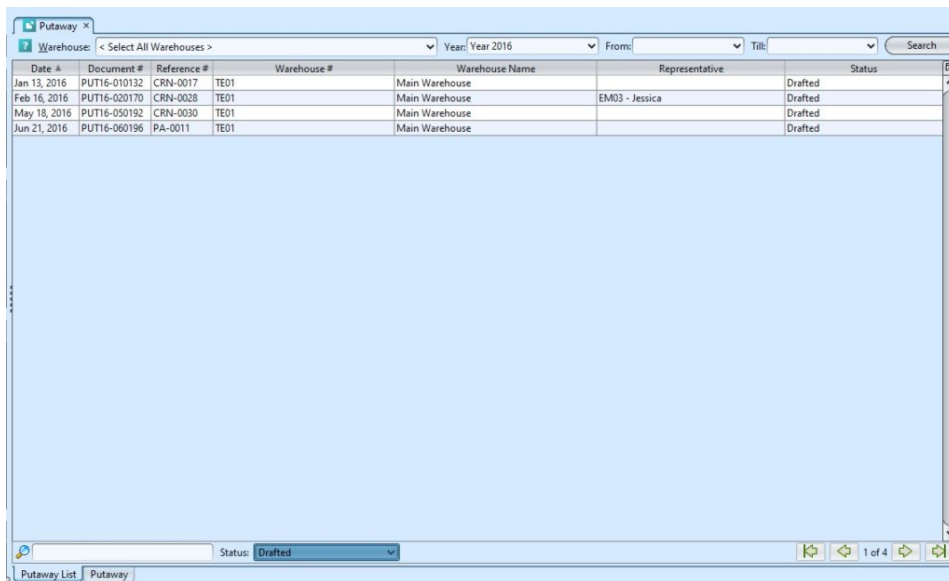 Putaway ×
? Warehouse: < Select All Warehouses > Year: Year 2016 From: Till: Search
Date Document # Reference # Warehouse # Warehouse Name Representative Status
Jan 13, 2016 PUT16-010132 CRN-0017 TE01 Main Warehouse Drafted
Feb 16, 2016 PUT16-020170 CRN-0028 TE01 Main Warehouse EM03 - Jessica Drafted
May 18, 2016 PUT16-050192 CRN-0030 TE01 Main Warehouse Drafted
Jun 21, 2016 PUT16-060196 PA-0011 TE01 Main Warehouse Drafted
Status: Drafted 1 of 4
Putaway List Putaway